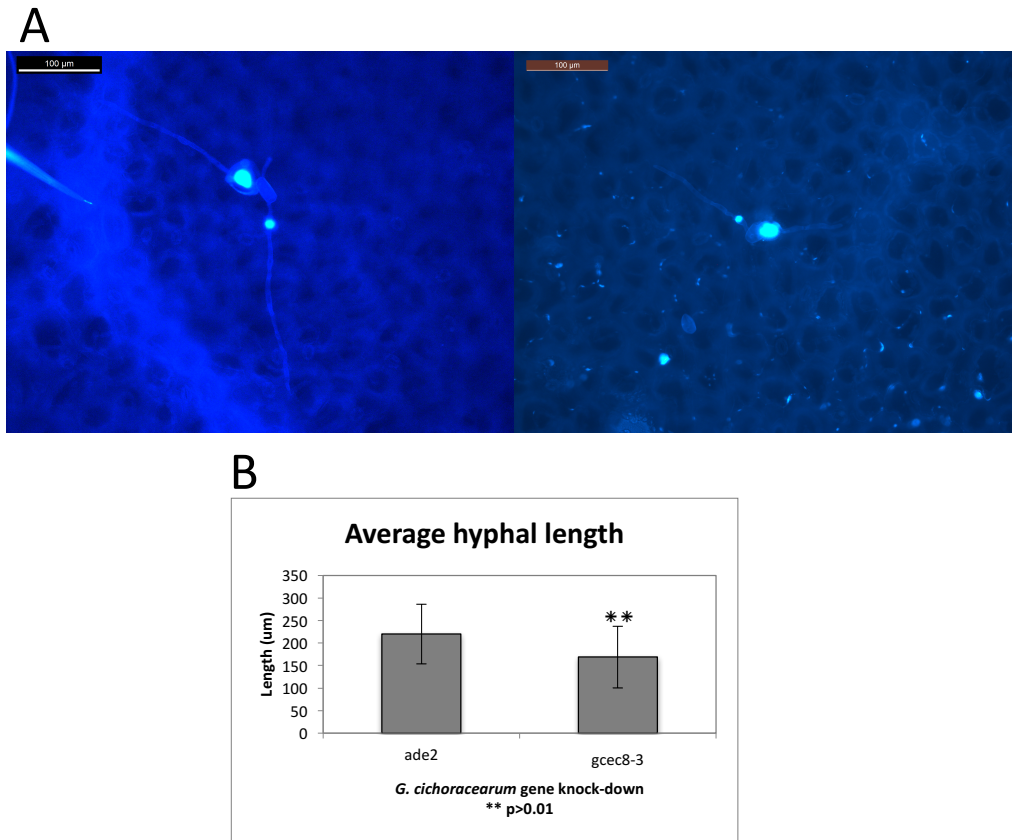 A
100 µm
100 µm
B
Average hyphal length
350
300
250
200
150
100
50
0
Length (um)
**
ade2
gcec8-3
G. cichoracearum gene knock-down
** p>0.01